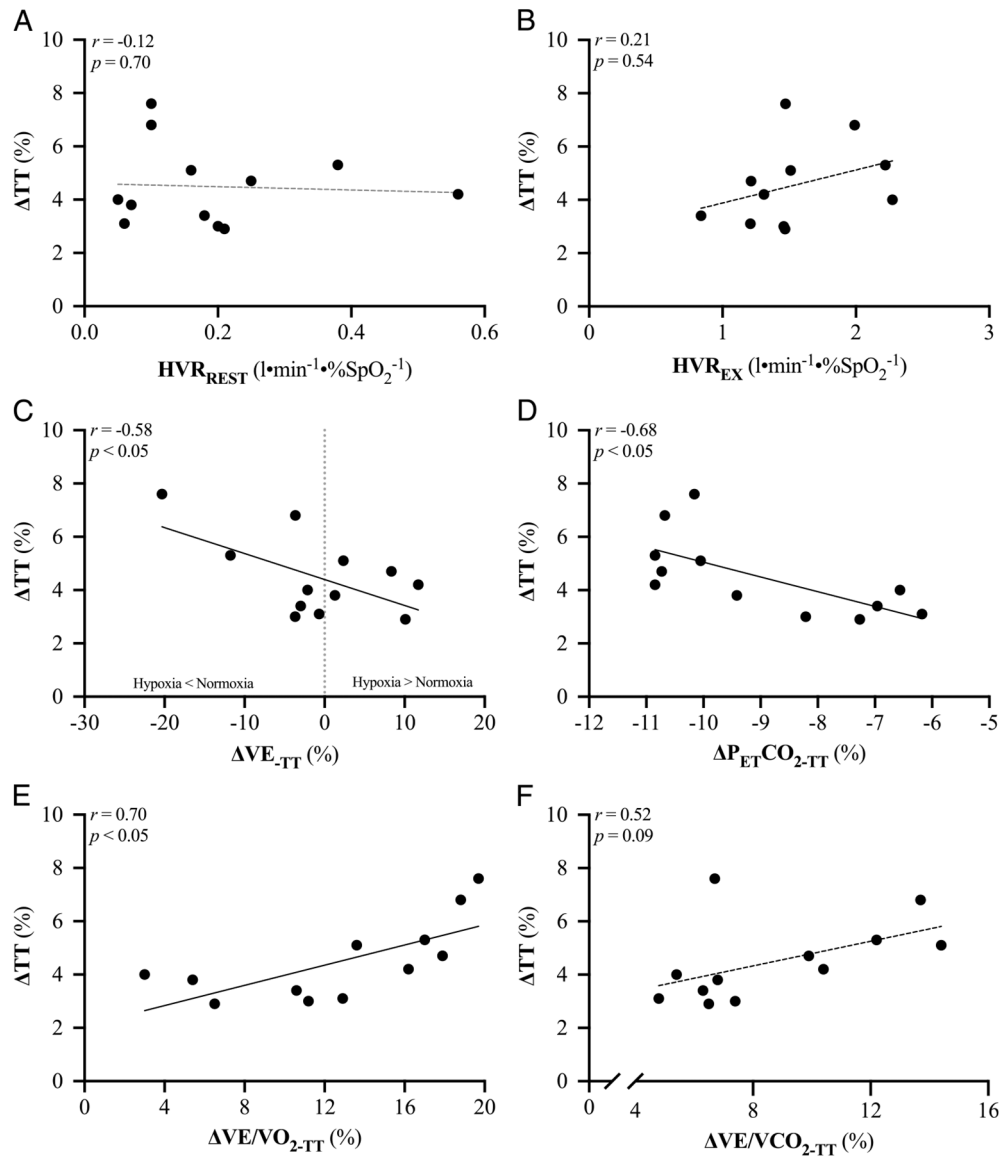 A
r = -0.12
p = 0.70
10
8
6
4
2
0
ΔTT (%)
0.0 0.2 0.4 0.6
HVR_REST (l•min⁻¹•%SpO₂⁻¹)
B
r = 0.21
p = 0.54
10
8
6
4
2
0
ΔTT (%)
0 1 2 3
HVR_EX (l•min⁻¹•%SpO₂⁻¹)
C
r = -0.58
p < 0.05
10
8
6
4
2
0
ΔTT (%)
Hypoxia < Normoxia Hypoxia > Normoxia
-30 -20 -10 0 10 20
ΔVE-TT (%)
D
r = -0.68
p < 0.05
10
8
6
4
2
0
ΔTT (%)
-12 -11 -10 -9 -8 -7 -6 -5
ΔP_ETCO₂-TT (%)
E
r = 0.70
p < 0.05
10
8
6
4
2
0
ΔTT (%)
0 4 8 12 16 20
ΔVE/VO₂-TT (%)
F
r = 0.52
p = 0.09
10
8
6
4
2
0
ΔTT (%)
0 4 8 12 16
ΔVE/VCO₂-TT (%)